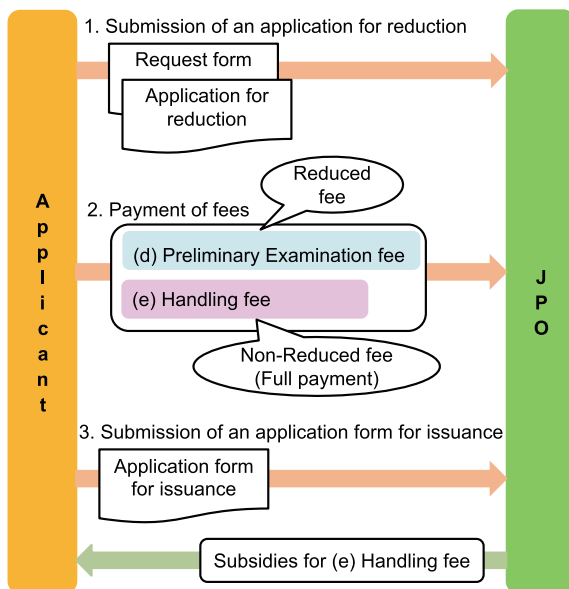 1. Submission of an application for reduction
Request form
Application for
reduction
Applicant
Reduced
fee
2. Payment of fees
(d) Preliminary Examination fee
(e) Handling fee
JPO
Non-Reduced fee
(Full payment)
3. Submission of an application form for issuance
Application form
for issuance
Subsidies for (e) Handling fee